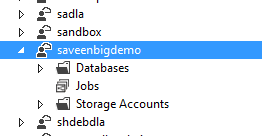 sadla
sandbox
saveenbigdemo
Databases
Jobs
Storage Accounts
shdebdla